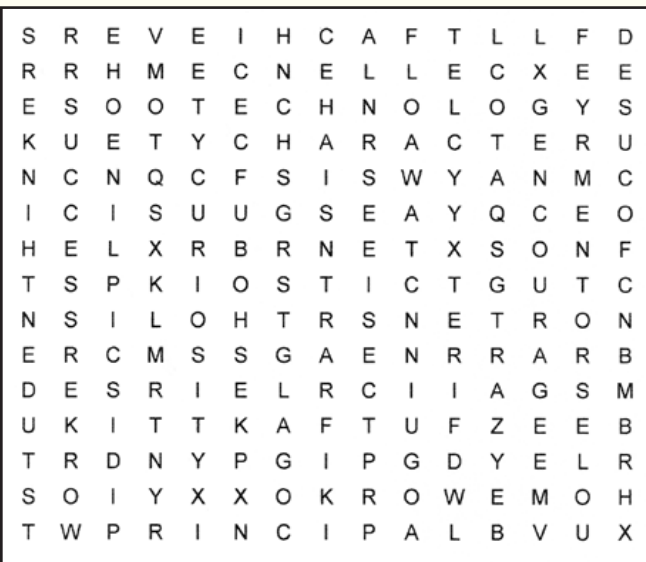 S R E V E I H C A F T L L F D
R R H M E C N E L L E C X E E
E S O O T E C H N O L O G Y S
K U E T Y C H A R A C T E R U
N C N Q C F S I S W Y A N M C
I C I S U U G S E A Y Q C E O
H E L X R B R N E T X S O N F
T S P K I O S T I C T G U T C
N S I L O H T R S N E T R O N
E R C M S S G A E N R R A R B
D E S R I E L R C I I A G S M
U K I T T K A F T U F Z E E B
T R D N Y P G I P G D Y E L R
S O I Y X X O K R O W E M O H
T W P R I N C I P A L B V U X